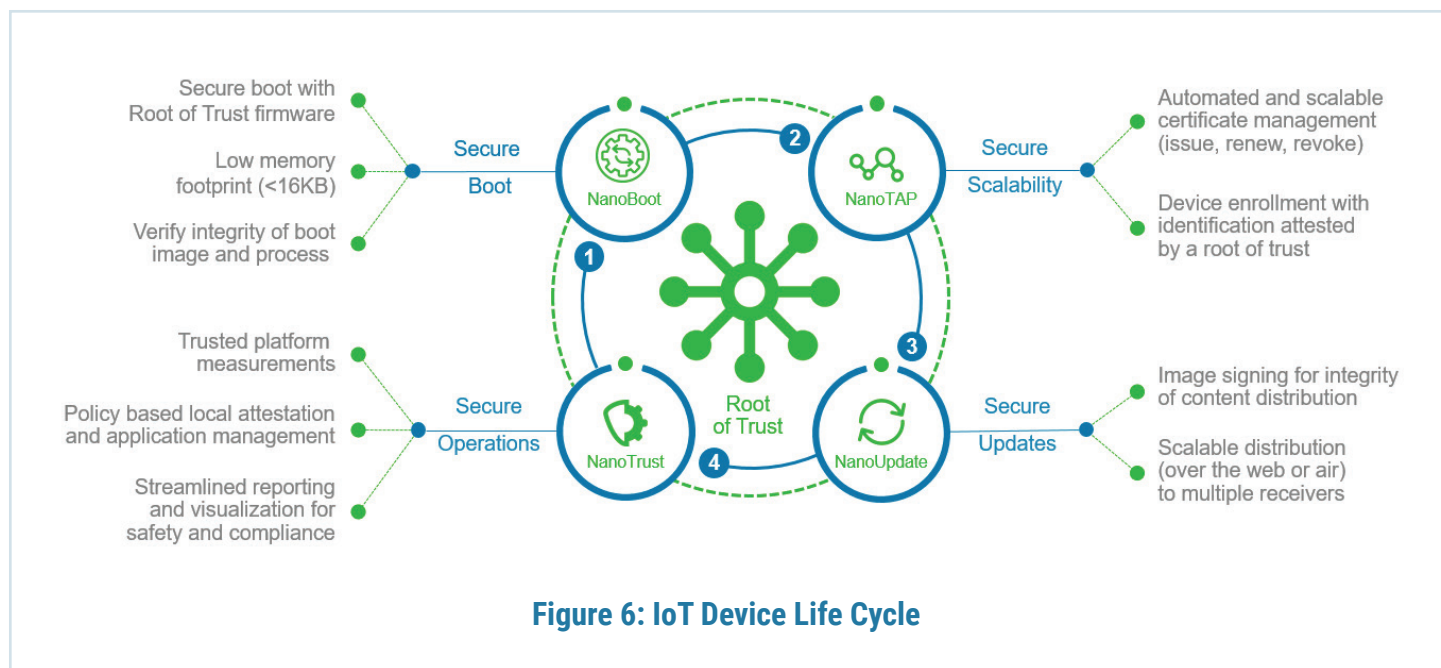 Secure boot with
Root of Trust firmware
Low memory
footprint (<16KB)
Verify integrity of boot
image and process
Secure
Boot
NanoBoot
1
2
NanoTAP
Secure
Scalability
Automated and scalable
certificate management
(issue, renew, revoke)
Device enrollment with
identification attested
by a root of trust
Root
of Trust
Trusted platform
measurements
Policy based local attestation
and application management
Streamlined reporting
and visualization for
safety and compliance
Secure
Operations
NanoTrust
4
3
NanoUpdate
Secure
Updates
Image signing for integrity
of content distribution
Scalable distribution
(over the web or air)
to multiple receivers
Figure 6: IoT Device Life Cycle